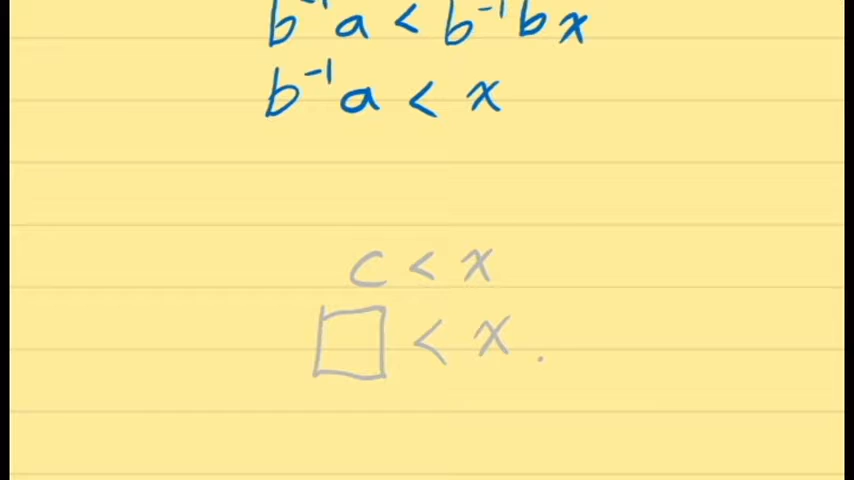 b⁻¹a < b⁻¹bx
b⁻¹a < x
c < x
□ < x.